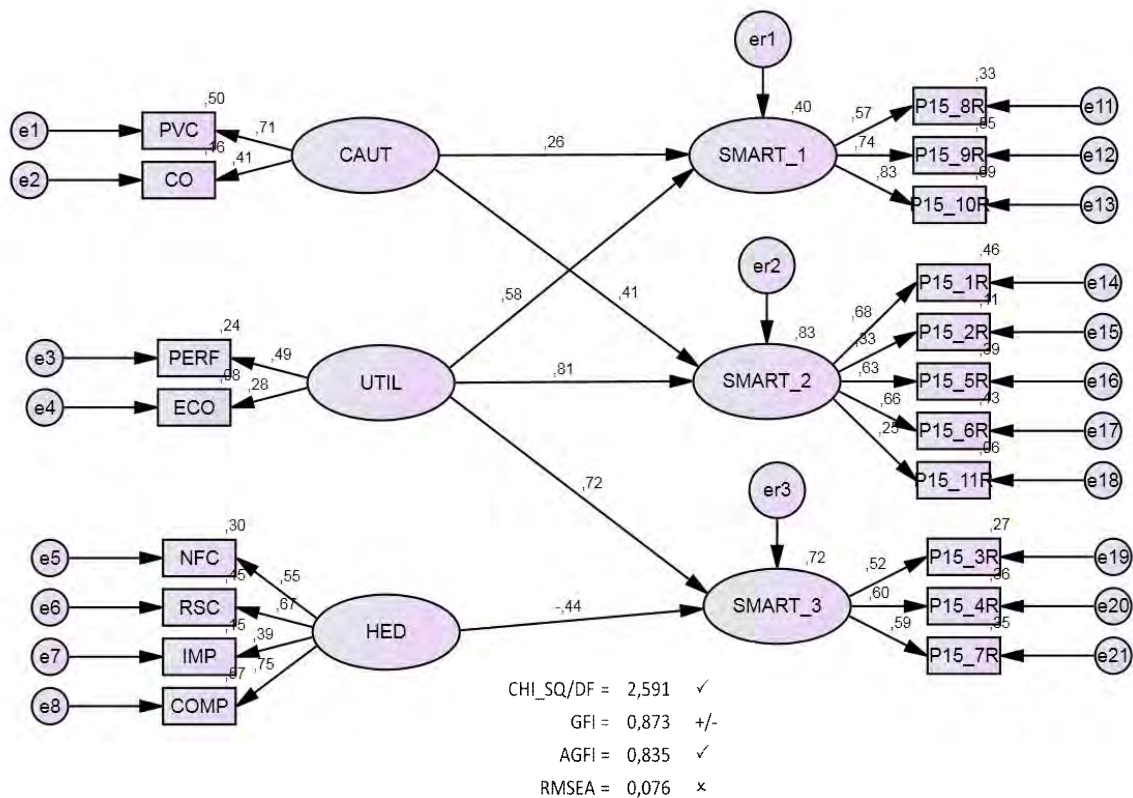 er1
,33
,50
,40
P15_8R
e11
e1
PVC
,71
,57
,16
CAUT
,26
SMART_1
,74
P15_9R
e12
e2
CO
,41
,83
P15_10R
e13
er2
,46
P15_1R
e14
,58
,41
,68
,11
,24
,83
,33
P15_2R
e15
e3
PERF
,49
,39
,08
UTIL
,81
SMART_2
,63
P15_5R
e16
e4
ECO
,28
,66
,43
P15_6R
e17
,25
,06
P15_11R
e18
,72
er3
,30
,27
e5
NFC
,72
P15_3R
e19
,45
,55
,52
,36
e6
RSC
,67
-,44
SMART_3
,60
P15_4R
e20
,15
HED
,59
,35
e7
IMP
,39
P15_7R
e21
,75
e8
COMP
CHI_SQ/DF = 2,591 ✓
GFI = 0,873 +/-
AGFI = 0,835 ✓
RMSEA = 0,076 x